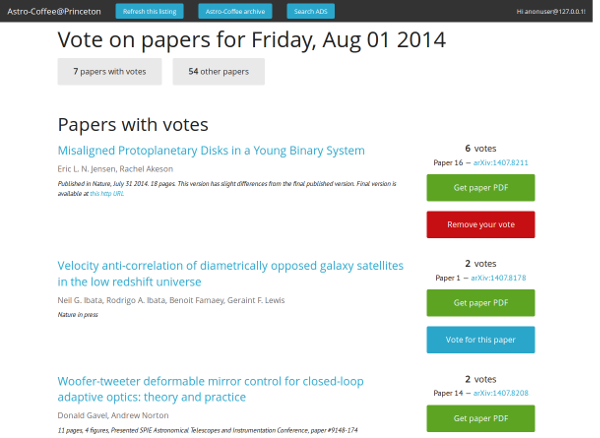 Astro-Coffee@Princeton Refresh this listing Astro-Coffee archive Search ADS Hi anonuser@127.0.0.1!
Vote on papers for Friday, Aug 01 2014
7 papers with votes 54 other papers
Papers with votes
Misaligned Protoplanetary Disks in a Young Binary System
Eric L. N. Jensen, Rachel Akeson
Published in Nature, July 31 2014. 18 pages. This version has slight differences from the final published version. Final version is
available at this http URL
6 votes
Paper 16 — arXiv:1407.8211
Get paper PDF
Remove your vote
Velocity anti-correlation of diametrically opposed galaxy satellites
in the low redshift universe
Neil G. Ibata, Rodrigo A. Ibata, Benoit Famaey, Geraint F. Lewis
Nature in press
2 votes
Paper 1 — arXiv:1407.8178
Get paper PDF
Vote for this paper
Woofer-tweeter deformable mirror control for closed-loop
adaptive optics: theory and practice
Donald Gavel, Andrew Norton
11 pages, 4 figures, Presented SPIE Astronomical Telescopes and Instrumentation Conference, paper #9148-174
2 votes
Paper 14 — arXiv:1407.8208
Get paper PDF